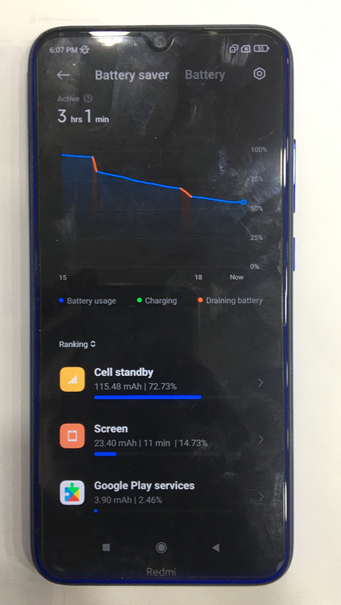 6:07 PM
Battery saver Battery
Active
3 hrs 1 min
100%
75%
50%
25%
0%
15 18 Now
Battery usage Charging Draining battery
Ranking
Cell standby
115.48 mAh | 72.73%
Screen
23.40 mAh | 11 min | 14.73%
Google Play services
3.90 mAh | 2.46%
Redmi